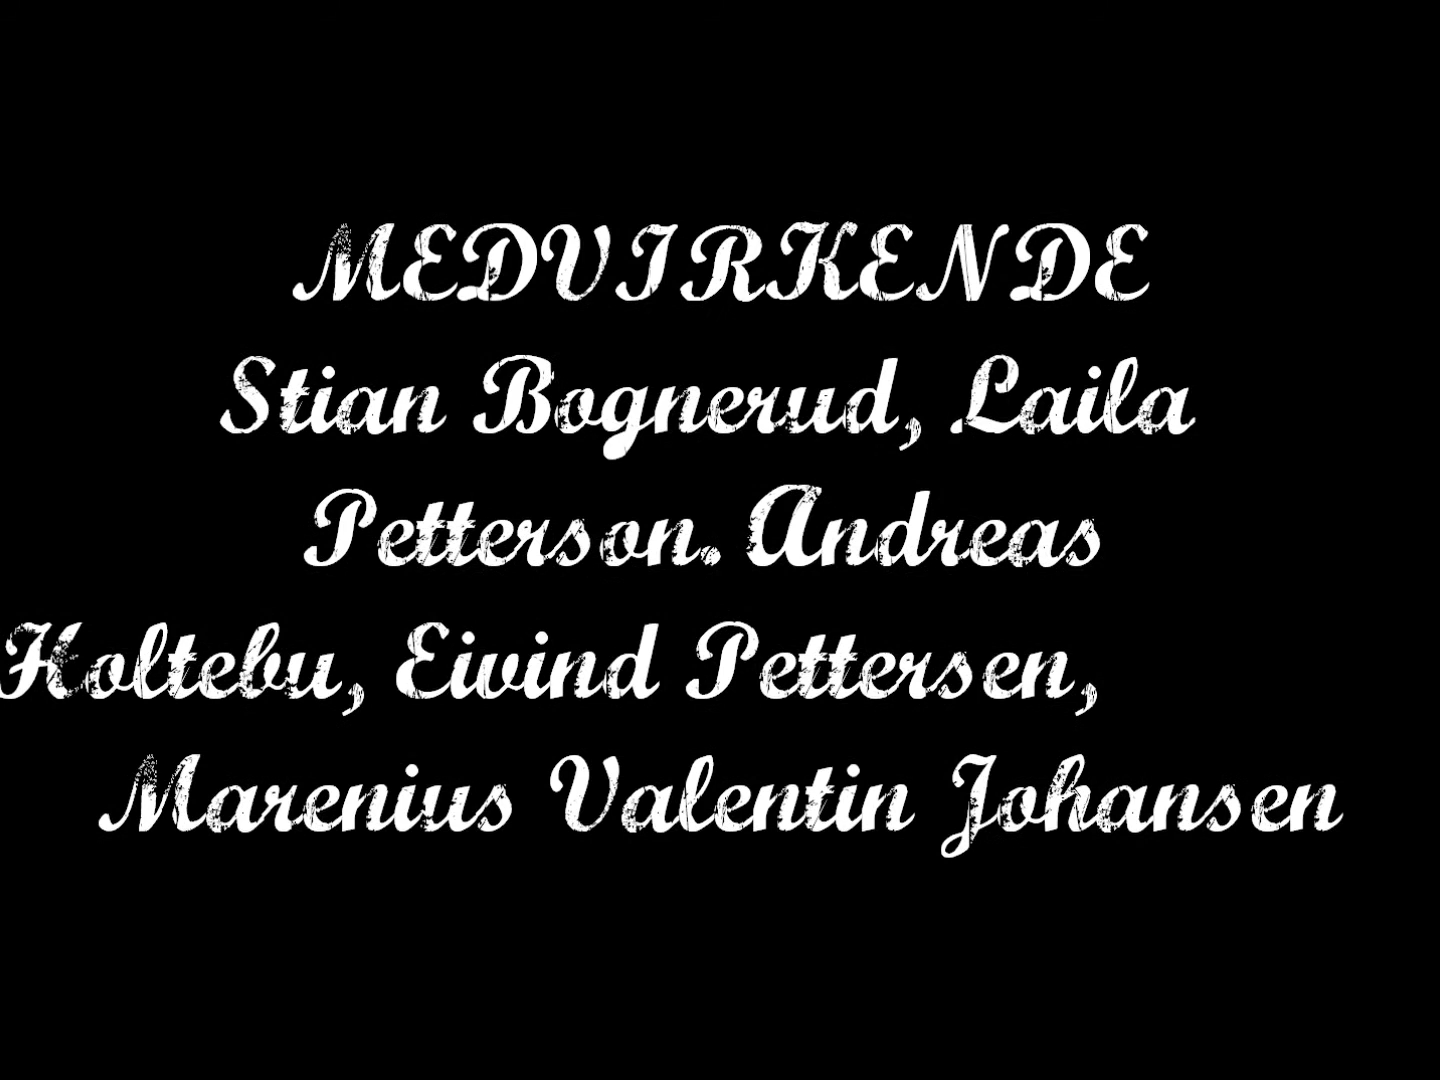 MEDVIRKENDE
Stian Bognerud, Laila
Petterson. Andreas
Holtebu, Eivind Pettersen,
Marenius Valentin Johansen